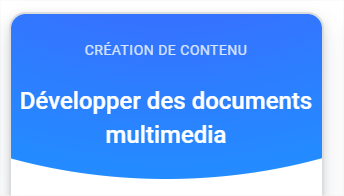 CRÉATION DE CONTENU
Développer des documents
multimedia